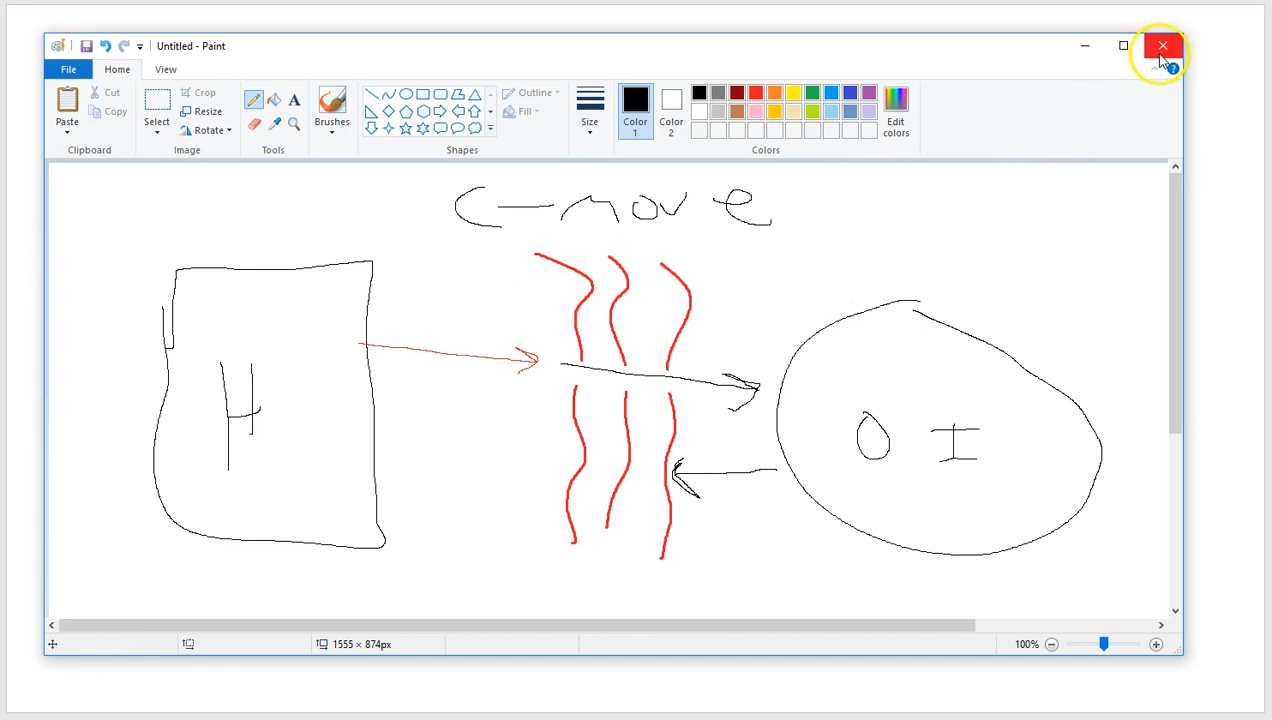 Untitled - Paint
File Home View
Paste
Cut
Copy
Clipboard
Select
Crop
Resize
Rotate
Image
A
Tools
Brushes
Outline
Fill
Shapes
Size
Color 1
Color 2
Edit colors
Colors
?
C-move
H
O I
1555 × 874px
100%